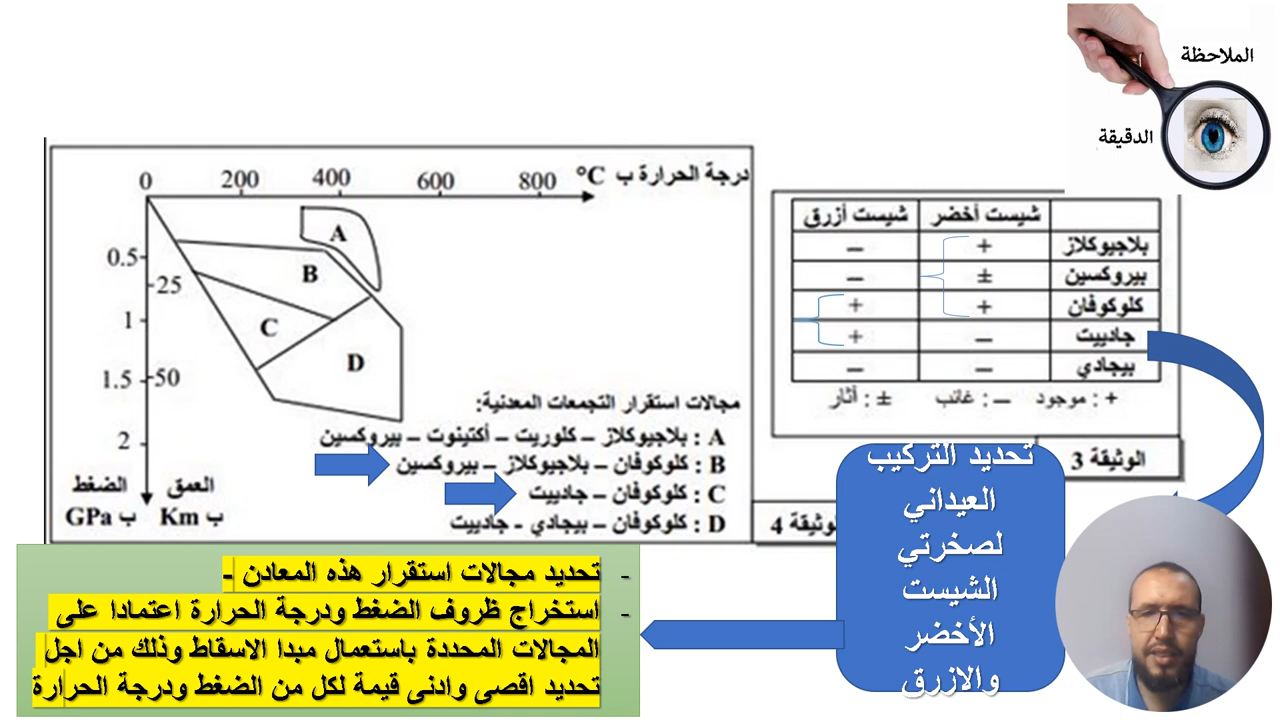 الملاحظة
الدقيقة
0 200 400 600 800 درجة الحرارة ب °C
0.5
25
1
1.5
50
2
A
B
C
D
الضغط العمق
ب GPa ب Km
مجالات استقرار التجمعات المعدنية:
A : بلاجيوكلاز – كلوريت – أكتينوت – بيروكسين
B : كلوكوفان – بلاجيوكلاز – بيروكسين
C : كلوكوفان – جادييت
D : كلوكوفان – بيجادي - جادييت
الوثيقة 4
شيست أخضر شيست أزرق
بلاجيوكلاز + –
بيروكسين ± –
كلوكوفان + +
جادييت – +
بيجادي – –
+ : موجود – : غائب ± : أثار
الوثيقة 3
تحديد التركيب
العيداني
لصخرتي
الشيست
الأخضر
والازرق
- تحديد مجالات استقرار هذه المعادن -
- استخراج ظروف الضغط ودرجة الحرارة اعتمادا على
المجالات المحددة باستعمال مبدا الاسقاط وذلك من اجل
تحديد اقصى وادنى قيمة لكل من الضغط ودرجة الحرارة